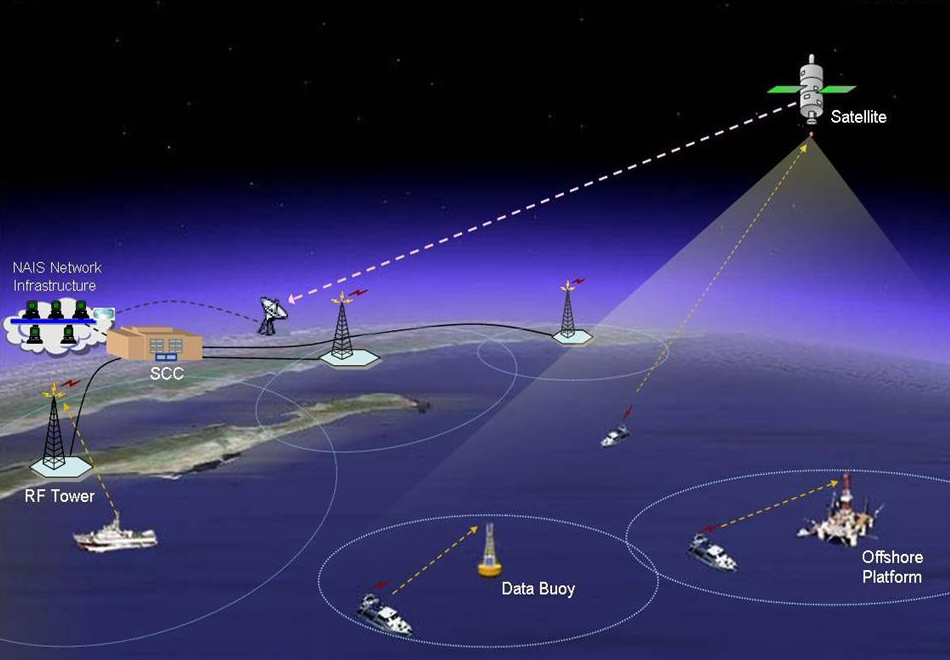 Satellite
NAIS Network
Infrastructure
SCC
RF Tower
Data Buoy
Offshore
Platform